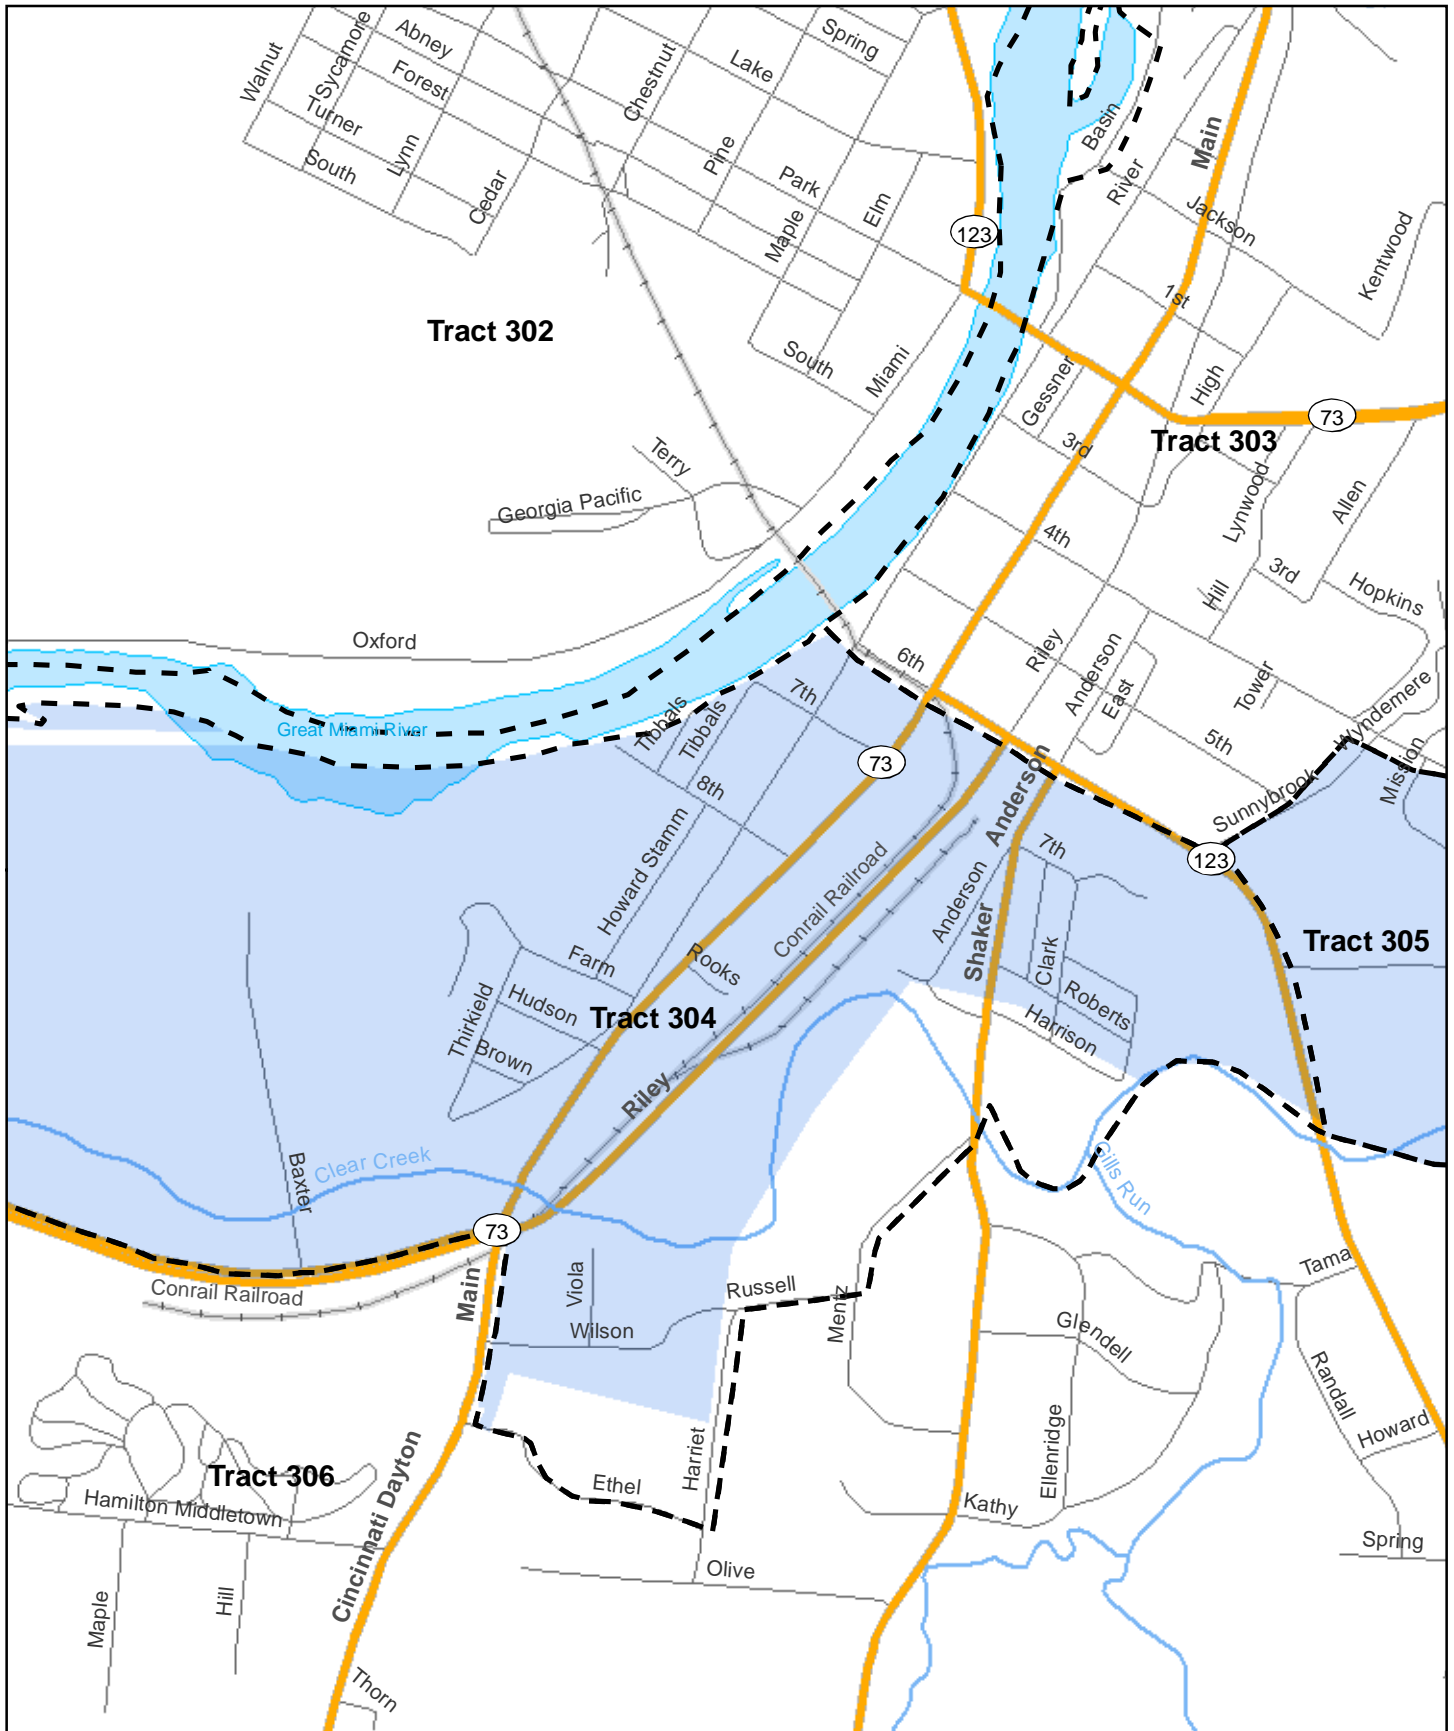 Walnut
Sycamore
Abney
Forest
Turner
South
Lynn
Cedar
Chestnut
Lake
Spring
Pine
Park
Maple
Elm
123
Basin
River
Main
Jackson
Kentwood
1st
Tract 302
South
Miami
Gessner
High
73
3rd
Tract 303
Terry
Georgia Pacific
Lynwood
Allen
4th
3rd
Hill
Hopkins
Oxford
6th
Riley
Anderson
East
Tower
Wyndemere
5th
Mission
Great Miami River
7th
Tibbals
Tibbals
73
8th
Anderson
Sunnybrook
7th
123
Howard Stamm
Conrail Railroad
Anderson
Shaker
Clark
Tract 305
Farm
Rooks
Roberts
Thirkield
Hudson
Tract 304
Harrison
Brown
Riley
Baxter
Clear Creek
Gills Run
73
Conrail Railroad
Main
Viola
Russell
Mentz
Wilson
Tama
Glendell
Randall
Howard
Cincinnati Dayton
Tract 306
Hamilton Middletown
Ethel
Harriet
Ellenridge
Kathy
Spring
Olive
Maple
Hill
Thorn